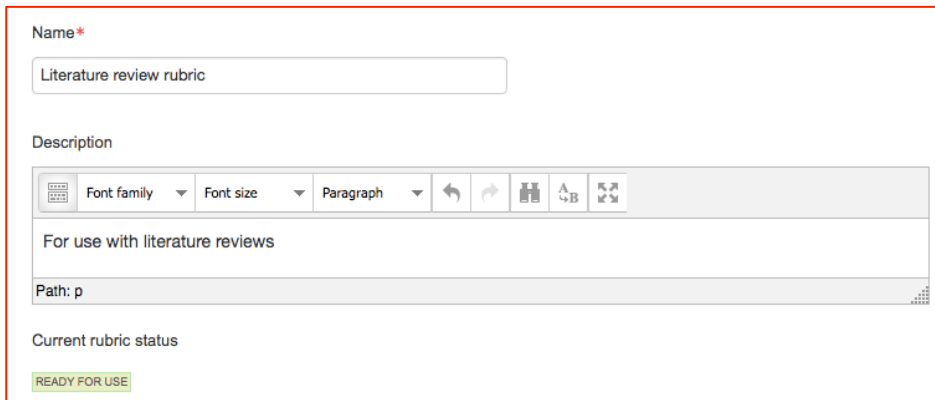 Name*
Literature review rubric
Description
Font family Font size Paragraph A B
For use with literature reviews
Path: p
Current rubric status
READY FOR USE